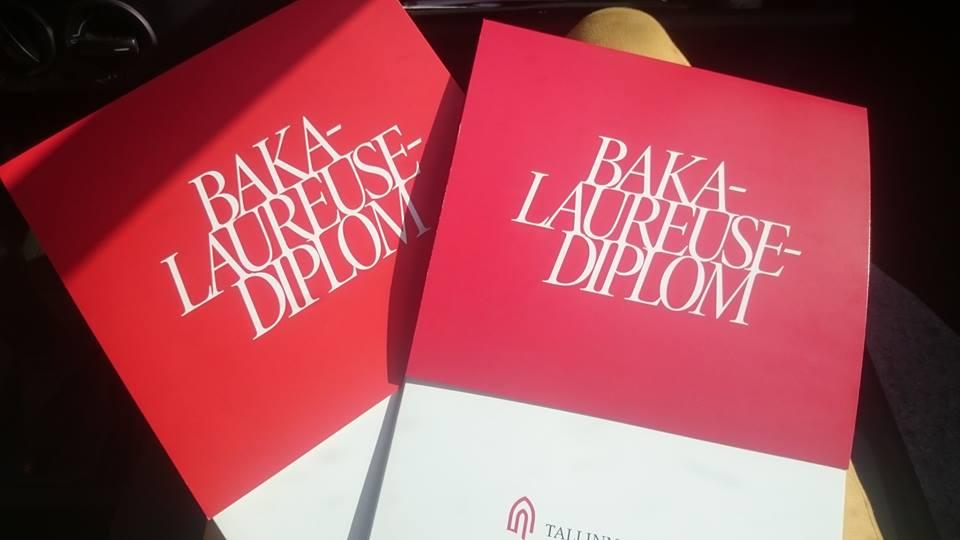 BAKA-
LAUREUSE-
DIPLOM
BAKA-
LAUREUSE-
DIPLOM